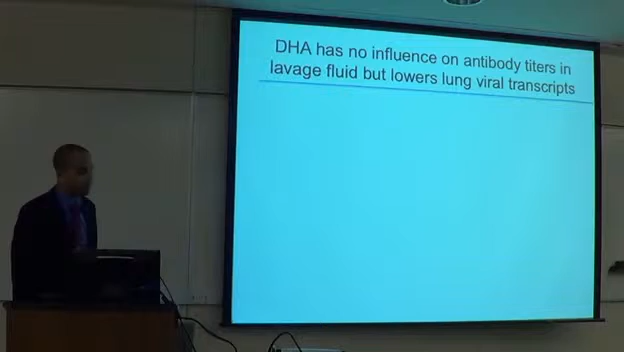 DHA has no influence on antibody titers in
lavage fluid but lowers lung viral transcripts